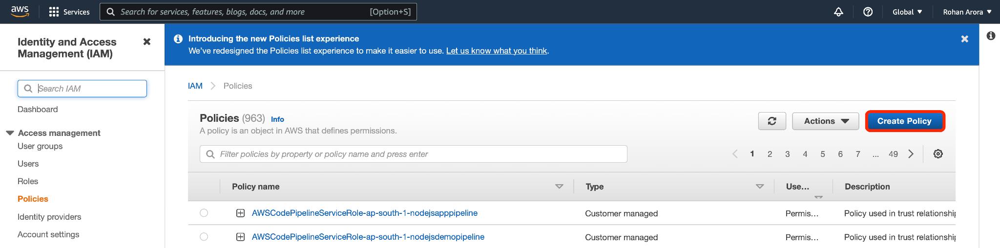 aws
Services
Search for services, features, blogs, docs, and more
[Option+S]
Global
Rohan Arora
Identity and Access
Management (IAM)
Search IAM
Dashboard
Access management
User groups
Users
Roles
Policies
Identity providers
Account settings
Introducing the new Policies list experience
We've redesigned the Policies list experience to make it easier to use. Let us know what you think.
IAM
Policies
Policies (963) Info
A policy is an object in AWS that defines permissions.
Actions
Create Policy
Filter policies by property or policy name and press enter
1 2 3 4 5 6 7 ... 49
Policy name
Type
Use...
Description
AWSCodePipelineServiceRole-ap-south-1-nodejsapppipeline
Customer managed
Permis...
Policy used in trust relationship
AWSCodePipelineServiceRole-ap-south-1-nodejsdemopipeline
Customer managed
Permis...
Policy used in trust relationship